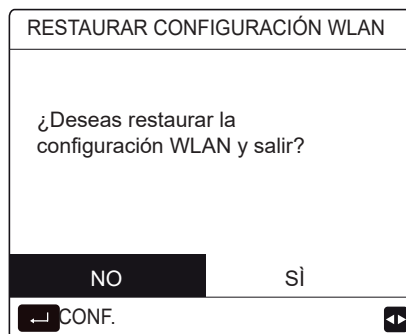 RESTAURAR CONFIGURACIÓN WLAN
¿Deseas restaurar la
configuración WLAN y salir?
NO SÌ
CONF.